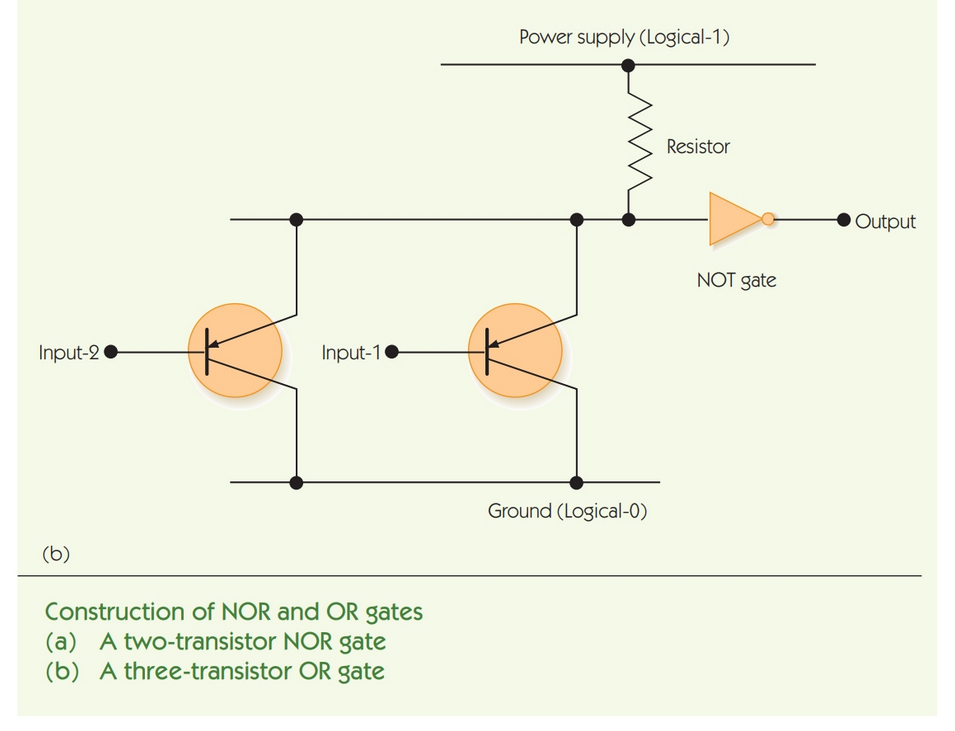 Power supply (Logical-1)
Resistor
Output
NOT gate
Input-2
Input-1
Ground (Logical-0)
(b)
Construction of NOR and OR gates
(a) A two-transistor NOR gate
(b) A three-transistor OR gate